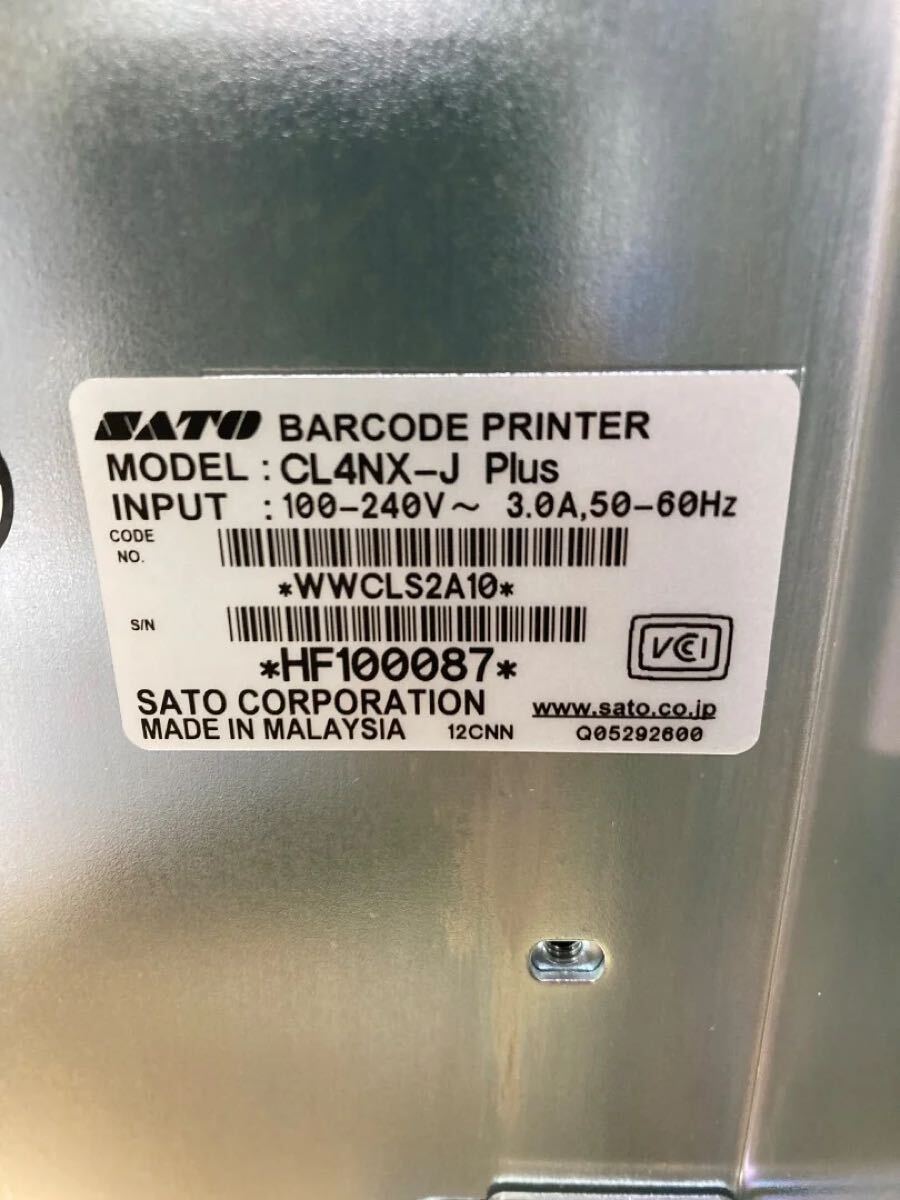 SATO BARCODE PRINTER
MODEL : CL4NX-J Plus
INPUT : 100-240V~ 3.0A,50-60Hz
CODE NO.
*WWCLS2A10*
S/N
*HF100087*
VCCI
SATO CORPORATION www.sato.co.jp
MADE IN MALAYSIA 12CNN Q05292600